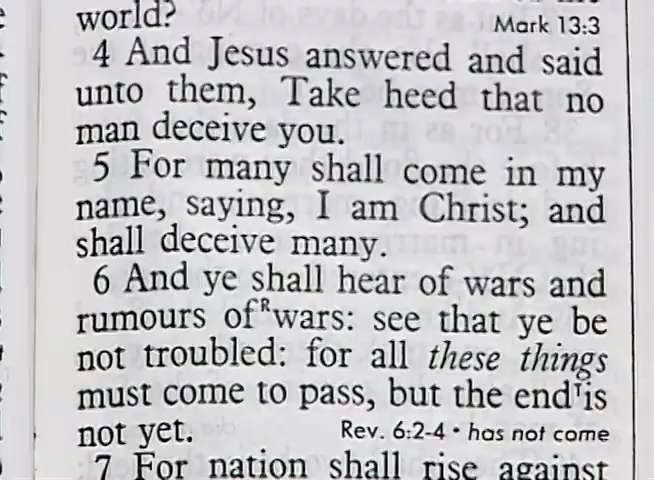 world?
Mark 13:3
4 And Jesus answered and said
unto them, Take heed that no
man deceive you.
5 For many shall come in my
name, saying, I am Christ; and
shall deceive many.
6 And ye shall hear of wars and
rumours of ᴿwars: see that ye be
not troubled: for all these things
must come to pass, but the end ᵀis
not yet.
Rev. 6:2-4 • has not come
7 For nation shall rise against